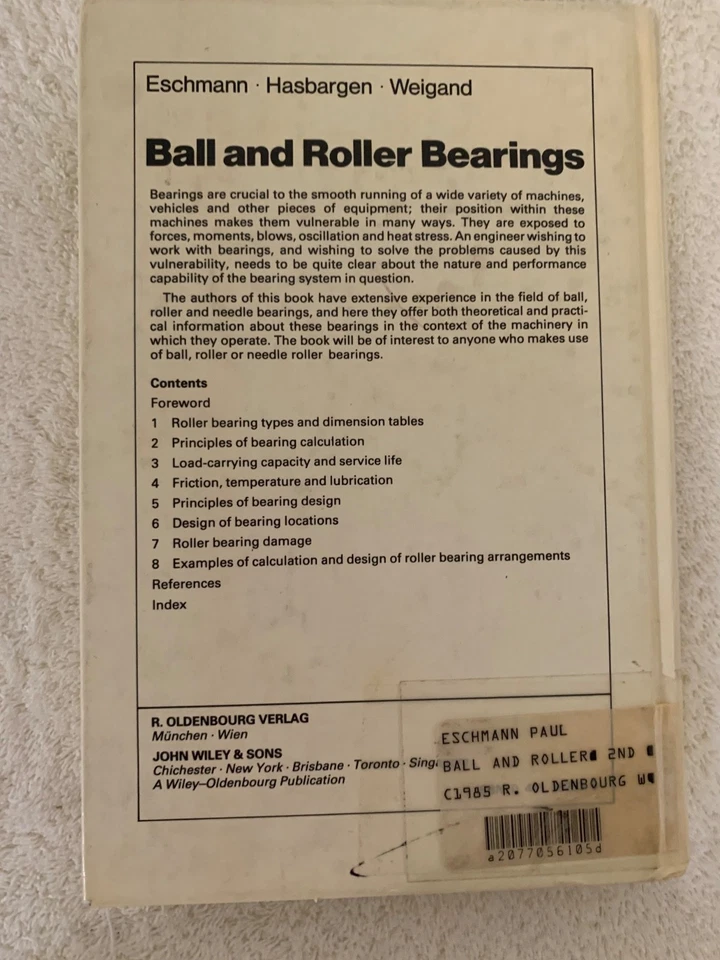 Eschmann · Hasbargen · Weigand
Ball and Roller Bearings
Bearings are crucial to the smooth running of a wide variety of machines,
vehicles and other pieces of equipment; their position within these
machines makes them vulnerable in many ways. They are exposed to
forces, moments, blows, oscillation and heat stress. An engineer wishing to
work with bearings, and wishing to solve the problems caused by this
vulnerability, needs to be quite clear about the nature and performance
capability of the bearing system in question.
The authors of this book have extensive experience in the field of ball,
roller and needle bearings, and here they offer both theoretical and practi-
cal information about these bearings in the context of the machinery in
which they operate. The book will be of interest to anyone who makes use
of ball, roller or needle roller bearings.
Contents
Foreword
1 Roller bearing types and dimension tables
2 Principles of bearing calculation
3 Load-carrying capacity and service life
4 Friction, temperature and lubrication
5 Principles of bearing design
6 Design of bearing locations
7 Roller bearing damage
8 Examples of calculation and design of roller bearing arrangements
References
Index
R. OLDENBOURG VERLAG
München · Wien
JOHN WILEY & SONS
Chichester · New York · Brisbane · Toronto · Sing
A Wiley–Oldenbourg Publication
ESCHMANN PAUL
BALL AND ROLLER 2ND
C1985 R. OLDENBOURG W
a2077056105d